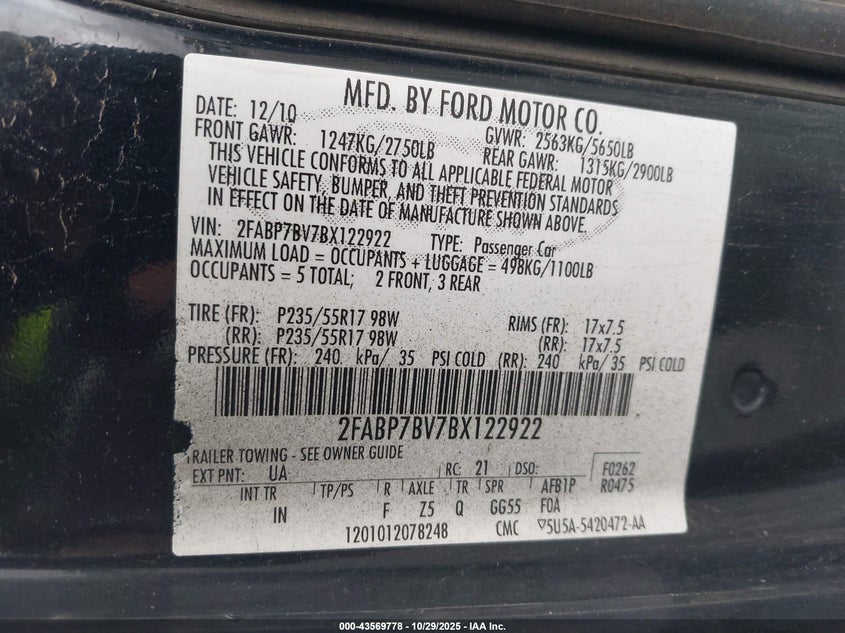 MFD. BY FORD MOTOR CO.
DATE: 12/10 GVWR: 2563KG/5650LB
FRONT GAWR: 1247KG/2750LB REAR GAWR: 1315KG/2900LB
THIS VEHICLE CONFORMS TO ALL APPLICABLE FEDERAL MOTOR
VEHICLE SAFETY, BUMPER, AND THEFT PREVENTION STANDARDS
IN EFFECT ON THE DATE OF MANUFACTURE SHOWN ABOVE.
VIN: 2FABP7BV7BX122922 TYPE: Passenger Car
MAXIMUM LOAD = OCCUPANTS + LUGGAGE = 498KG/1100LB
OCCUPANTS = 5 TOTAL; 2 FRONT, 3 REAR
TIRE (FR): P235/55R17 98W RIMS (FR): 17x7.5
(RR): P235/55R17 98W (RR): 17x7.5
PRESSURE (FR): 240 kPa/ 35 PSI COLD (RR): 240 kPa/ 35 PSI COLD
2FABP7BV7BX122922
RAILER TOWING - SEE OWNER GUIDE
EXT PNT: UA RC: 21 DSO: F0262
R0475
INT TR TP/PS R AXLE TR SPR AFB1P
IN F Z5 Q GG55 FOA
1201012078248 CMC 5U5A-5420472-AA
000-43569778 - 10/29/2025 - IAA Inc.